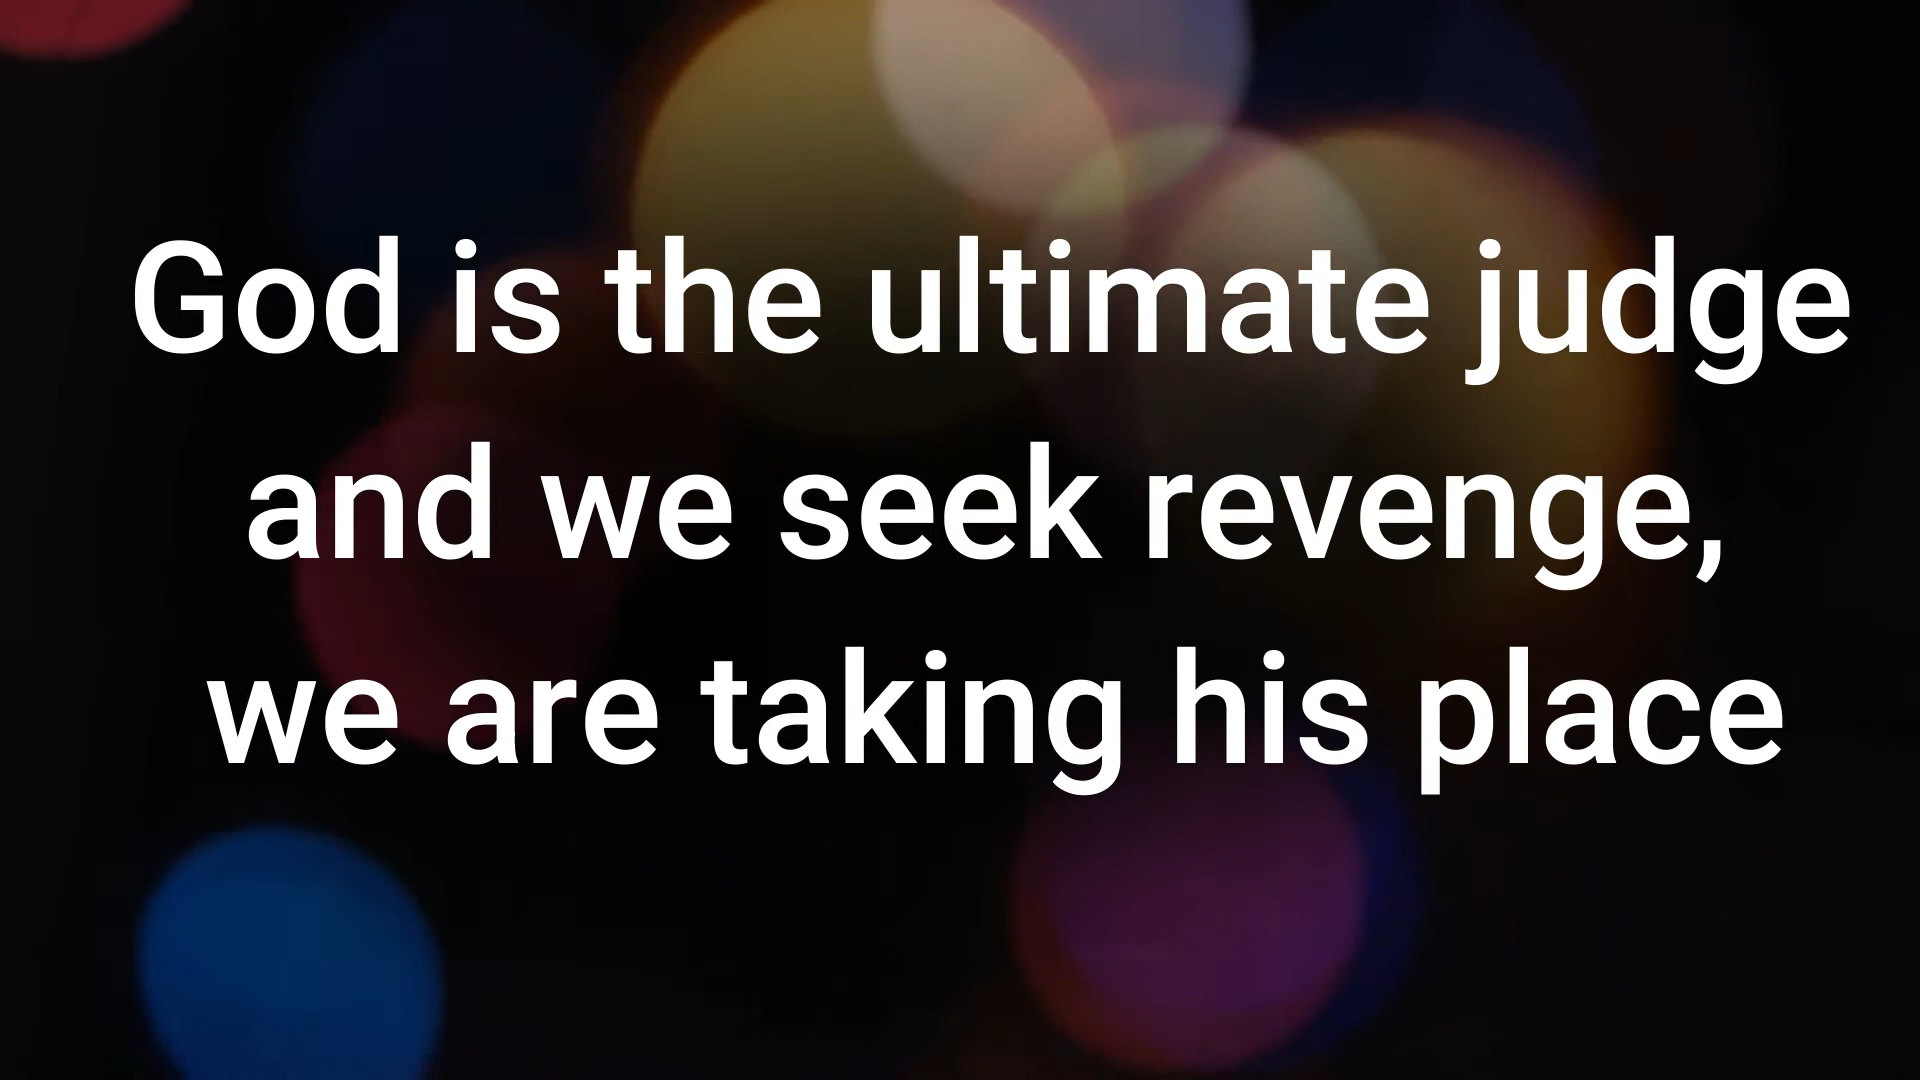 God is the ultimate judge
and we seek revenge,
we are taking his place